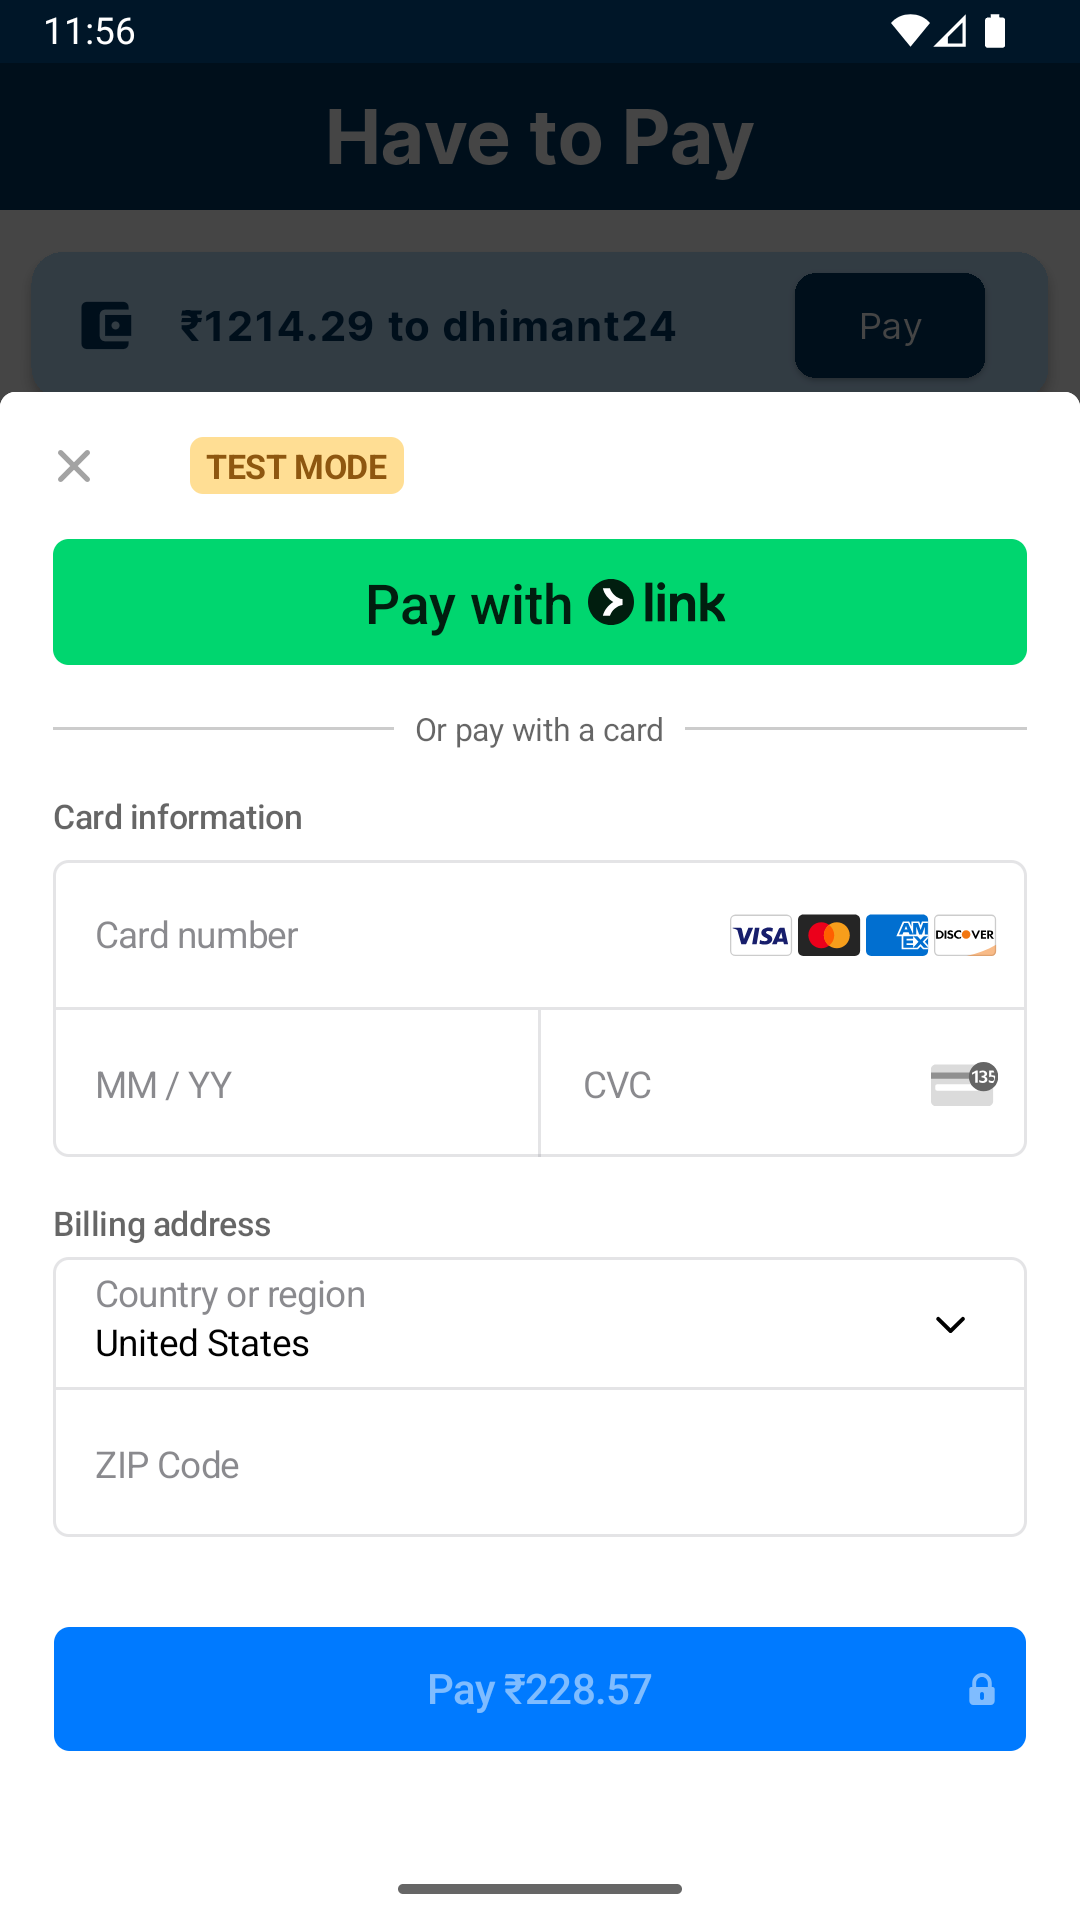 11:56
Have to Pay
₹1214.29 to dhimant24
Pay
TEST MODE
Pay with link
Or pay with a card
Card information
Card number
VISA
AM
EX
DISCOVER
MM / YY
CVC
135
Billing address
Country or region
United States
ZIP Code
Pay ₹228.57